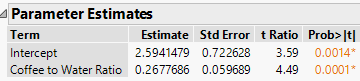 Parameter Estimates
Term Estimate Std Error t Ratio Prob>|t|
Intercept 2.5941479 0.722628 3.59 0.0014*
Coffee to Water Ratio 0.2677686 0.059689 4.49 0.0001*